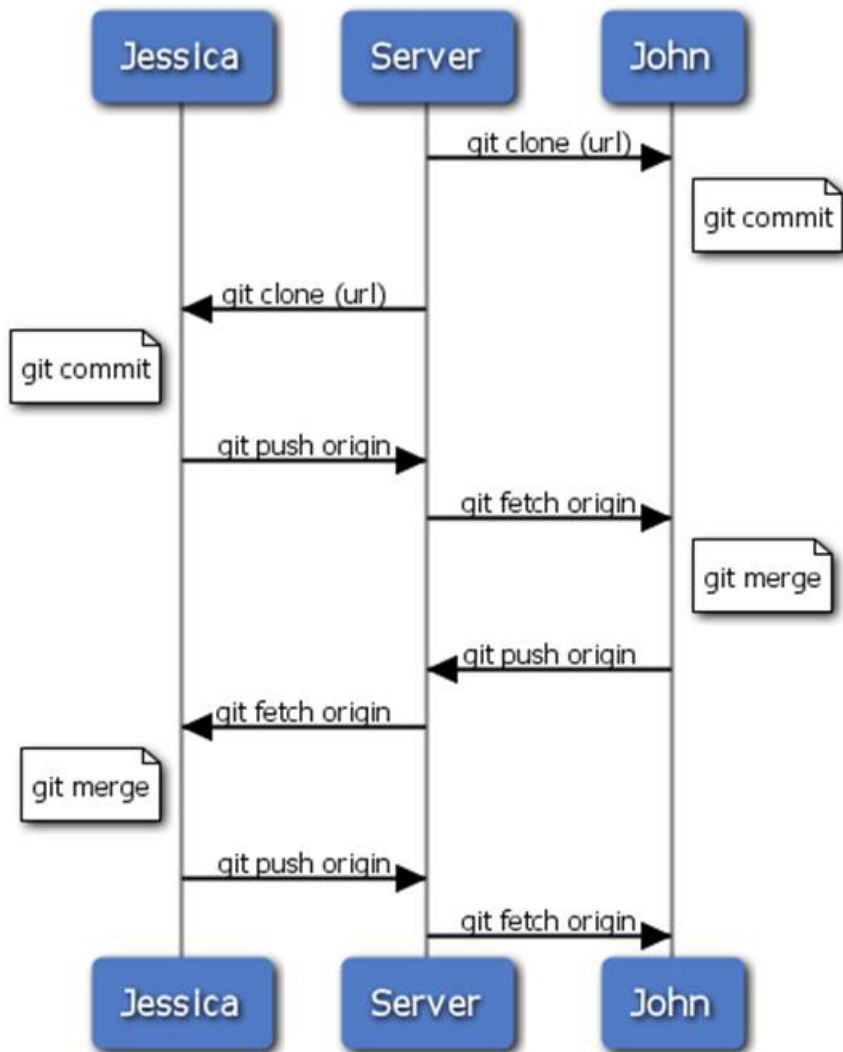 Jessica
Server
John
git clone (url)
git commit
git clone (url)
git commit
git push origin
git fetch origin
git merge
git push origin
git fetch origin
git merge
git push origin
git fetch origin
Jessica
Server
John